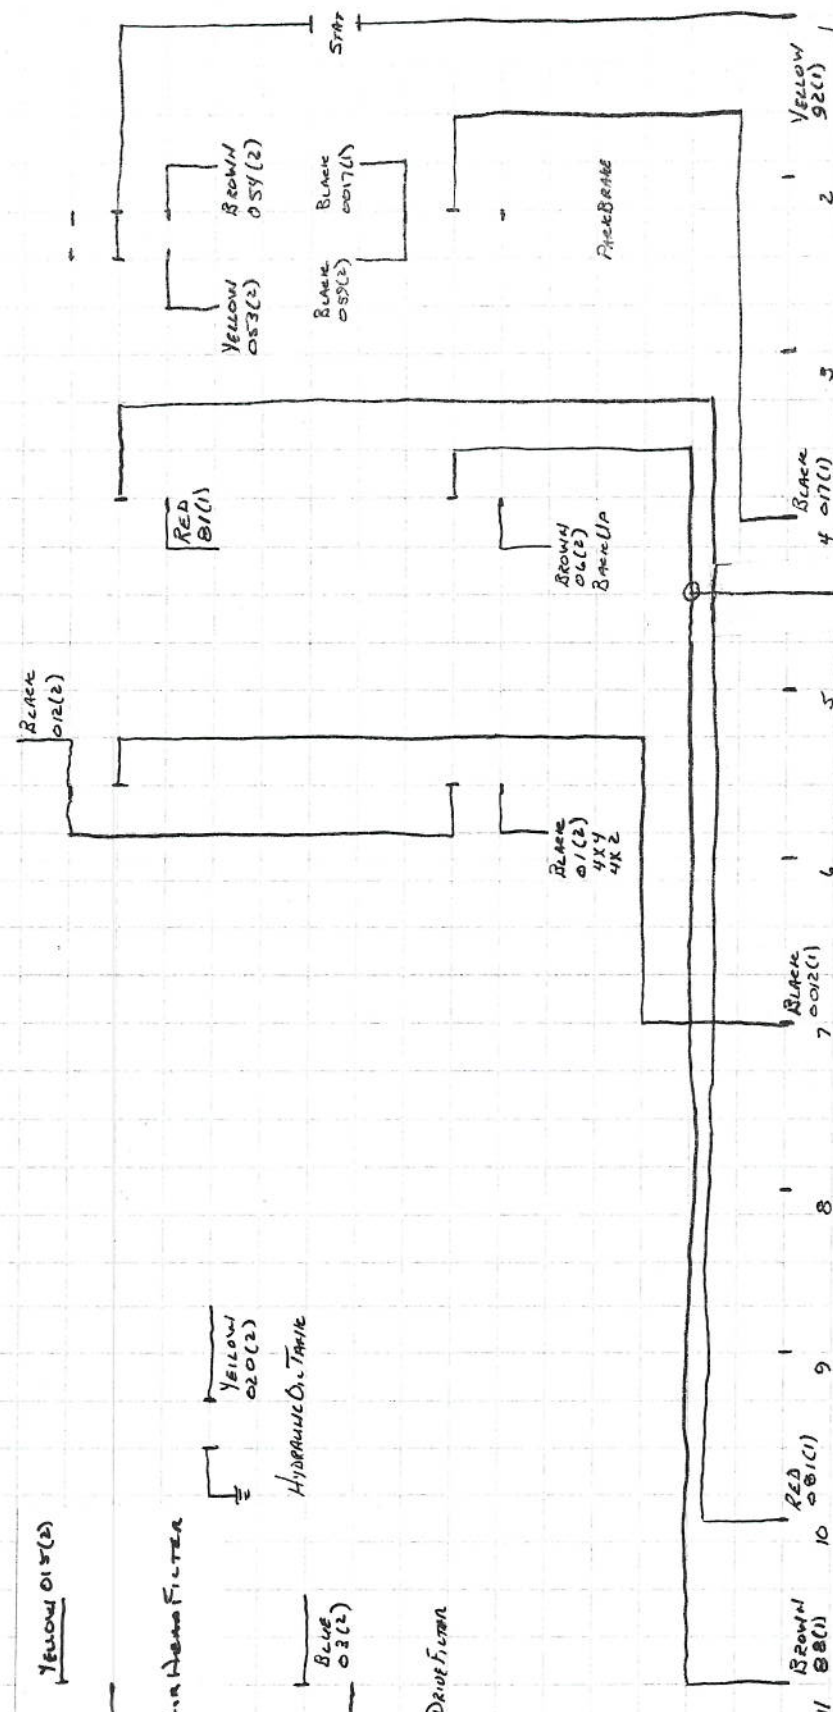 YELLOW 015(2)
FILTER
BLUE
03(2)
DRIVE FILTER
YELLOW
020(2)
HYDRAULIC OIL TANK
BLACK
012(2)
BLACK
01(2)
4X4
4X2
RED
81(1)
BROWN
06(2)
BACKUP
YELLOW
053(2)
BROWN
054(2)
BLACK
059(2)
BLACK
0017(1)
STAT
PARK BRAKE
BROWN
88(1)
RED
081(1)
BLACK
0012(1)
BLACK
017(1)
YELLOW
92(1)
11 10 9 8 7 6 5 4 3 2 1